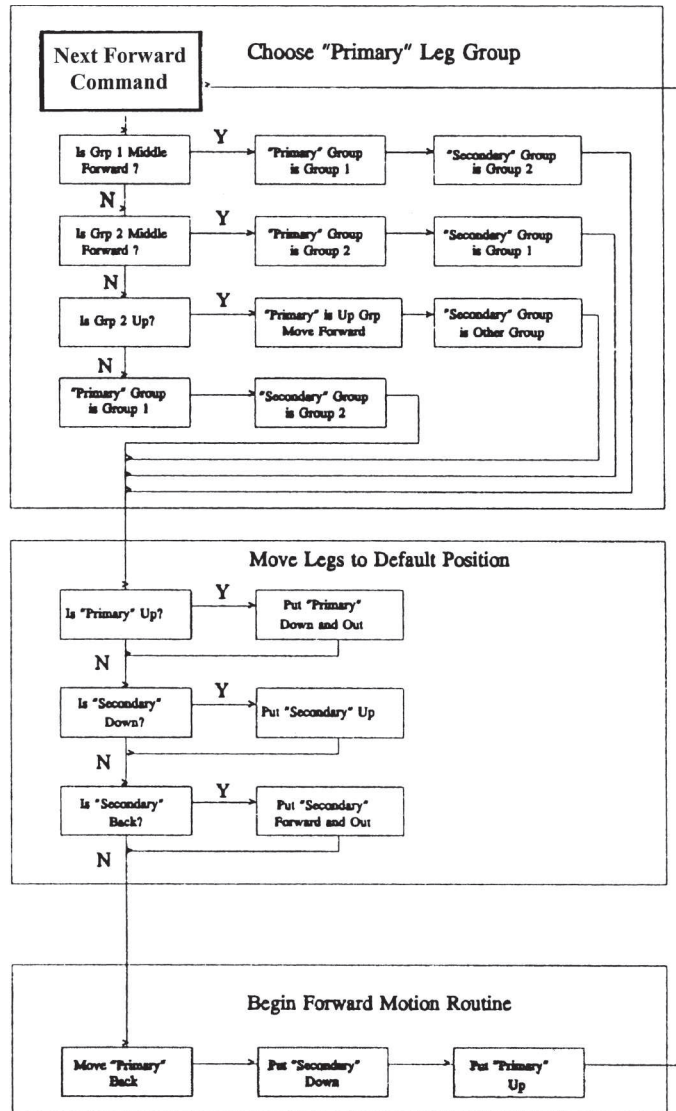 Next Forward
Command
Choose "Primary" Leg Group
Is Grp 1 Middle
Forward ?
Y
"Primary" Group
is Group 1
"Secondary" Group
is Group 2
N
Is Grp 2 Middle
Forward ?
Y
"Primary" Group
is Group 2
"Secondary" Group
is Group 1
N
Is Grp 2 Up?
Y
"Primary" is Up Grp
Move Forward
"Secondary" Group
is Other Group
N
"Primary" Group
is Group 1
"Secondary" Group
is Group 2
Move Legs to Default Position
Is "Primary" Up?
Y
Put "Primary"
Down and Out
N
Is "Secondary"
Down?
Y
Put "Secondary" Up
N
Is "Secondary"
Back?
Y
Put "Secondary"
Forward and Out
N
Begin Forward Motion Routine
Move "Primary"
Back
Put "Secondary"
Down
Put "Primary"
Up